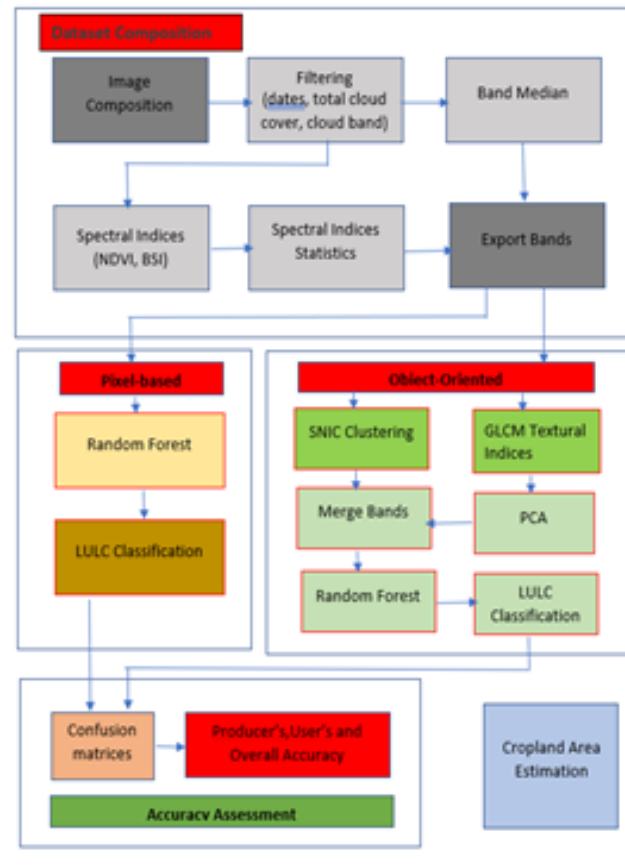 Dataset Composition
Image
Composition
Filtering
(dates, total cloud
cover, cloud band)
Band Median
Spectral Indices
(NDVI, BSI)
Spectral Indices
Statistics
Export Bands
Pixel-based
Random Forest
LULC Classification
Object-Oriented
SNIC Clustering
GLCM Textural
Indices
Merge Bands
PCA
Random Forest
LULC
Classification
Confusion
matrices
Producer's,User's and
Overall Accuracy
Accuracy Assessment
Cropland Area
Estimation